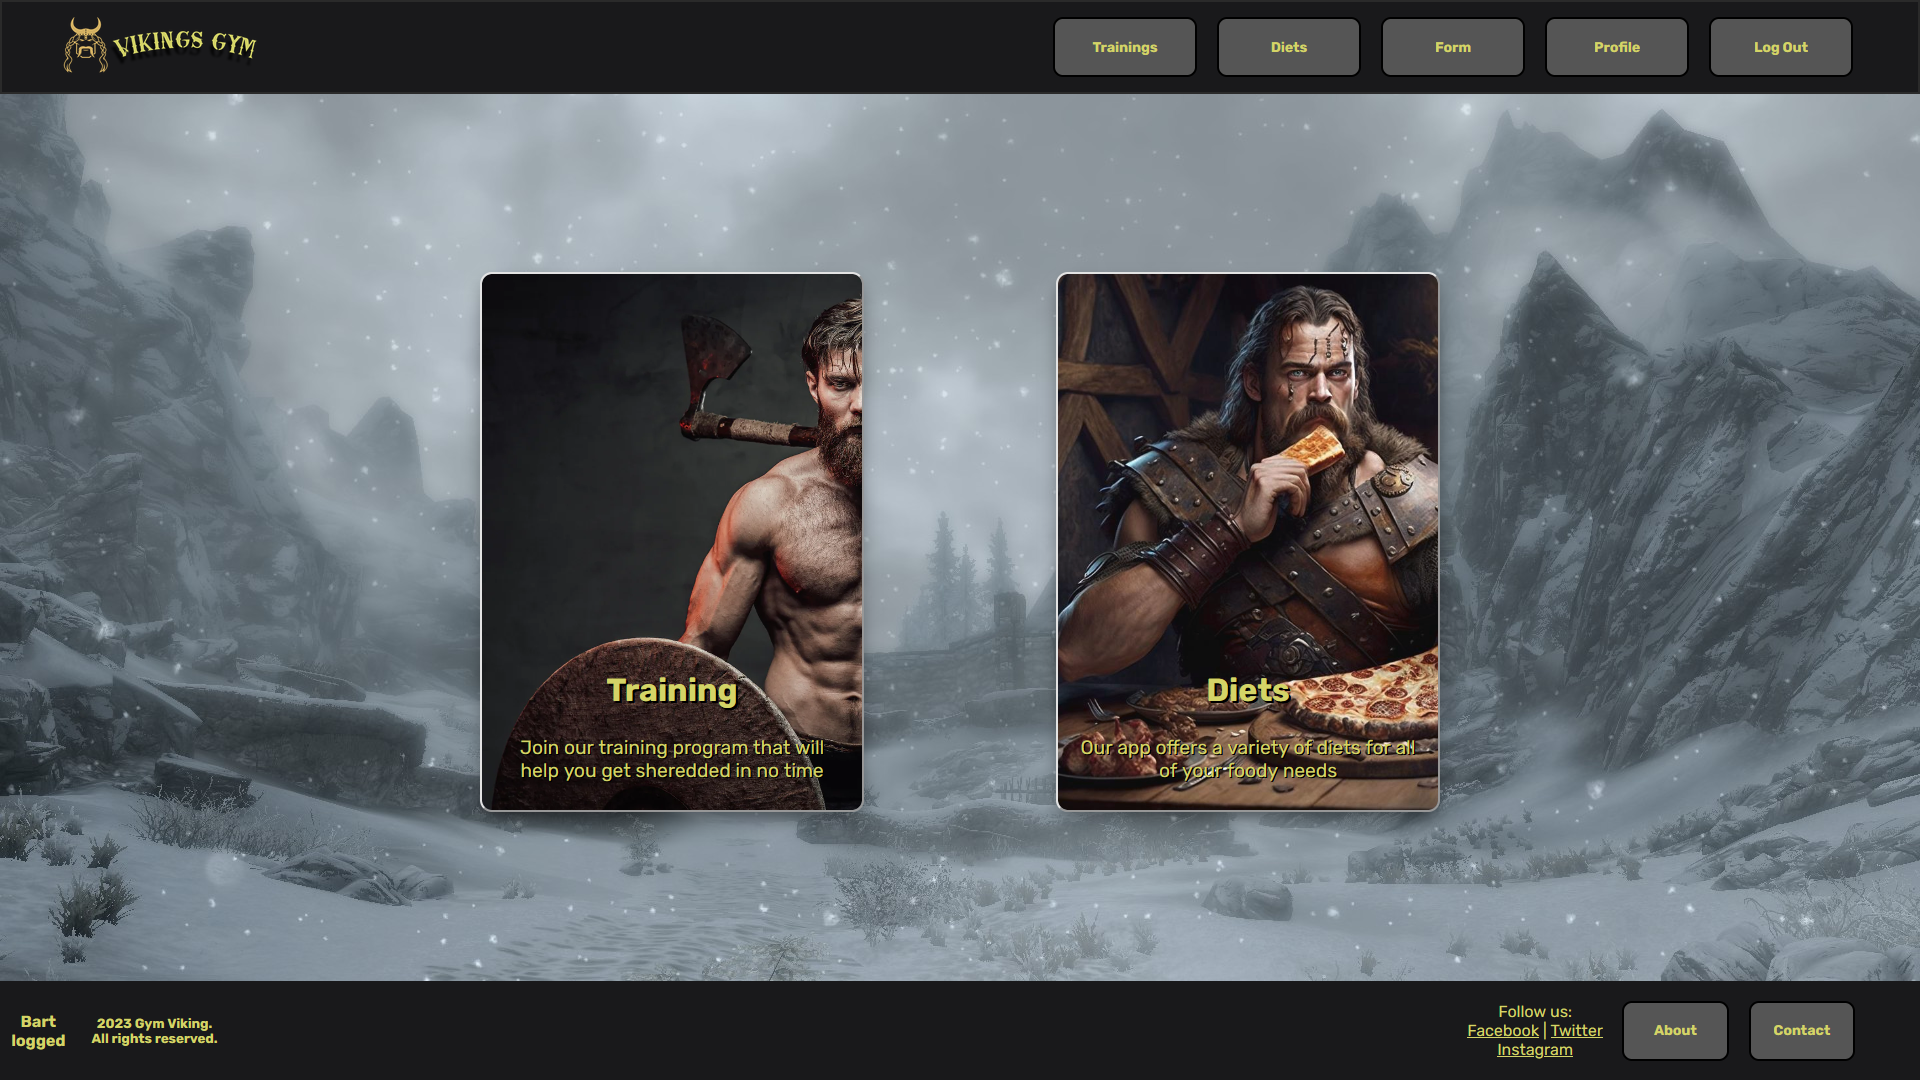 VIKINGS GYM
Trainings
Diets
Form
Profile
Log Out
Training
Join our training program that will
help you get sheredded in no time
Diets
Our app offers a variety of diets for all
of your foody needs
Bart
logged
2023 Gym Viking.
All rights reserved.
Follow us:
Facebook | Twitter
Instagram
About
Contact